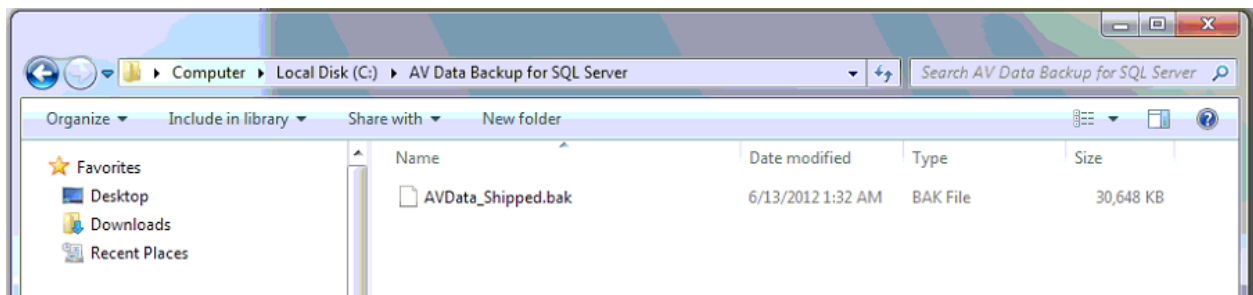 Computer Local Disk (C:) AV Data Backup for SQL Server Search AV Data Backup for SQL Server
Organize Include in library Share with New folder
Favorites Name Date modified Type Size
Desktop AVData_Shipped.bak 6/13/2012 1:32 AM BAK File 30,648 KB
Downloads
Recent Places